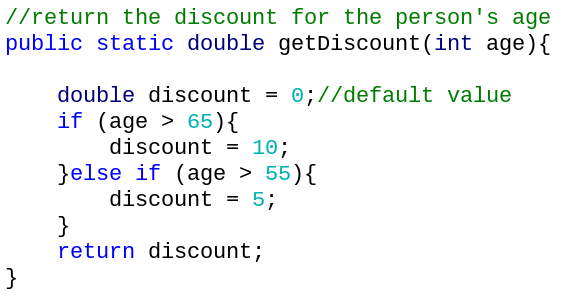 //return the discount for the person's age
public static double getDiscount(int age){
double discount = 0;//default value
if (age > 65){
discount = 10;
}else if (age > 55){
discount = 5;
}
return discount;
}